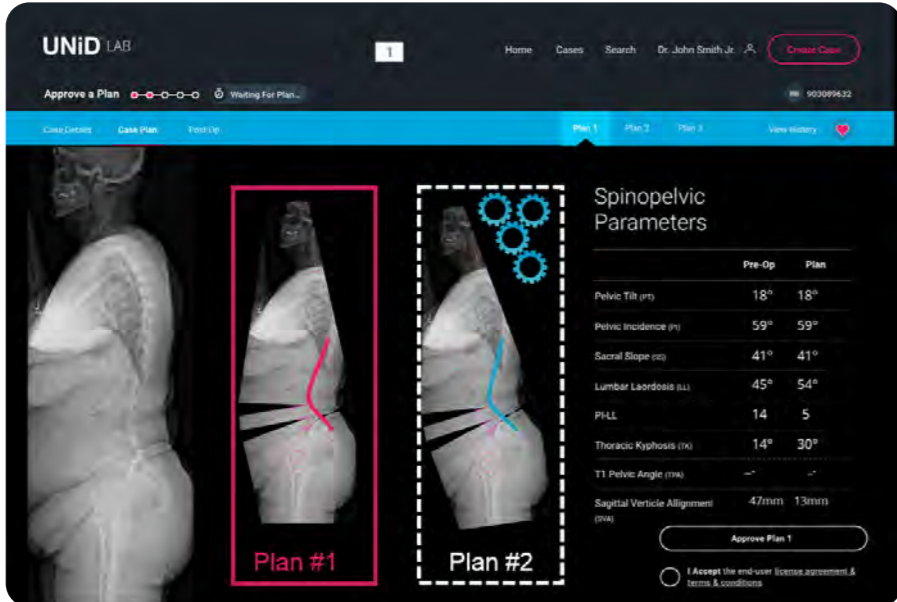 UNiD LAB
1
Home Cases Search Dr. John Smith Jr. Create Case
Approve a Plan Waiting For Plan...
903089632
Case Details Case Plan Post-Op Plan 1 Plan 2 Plan 3 View History
Spinopelvic
Parameters
Pre-Op Plan
Pelvic Tilt (PT) 18° 18°
Pelvic Incidence (PI) 59° 59°
Sacral Slope (SS) 41° 41°
Lumbar Laordosis (LL) 45° 54°
PI-LL 14 5
Thoracic Kyphosis (TK) 14° 30°
T1 Pelvic Angle (TPA) --° --°
Sagittal Verticle Allignment 47mm 13mm
(SVA)
Approve Plan 1
I Accept the end-user license agreement &
terms & conditions
Plan #1
Plan #2